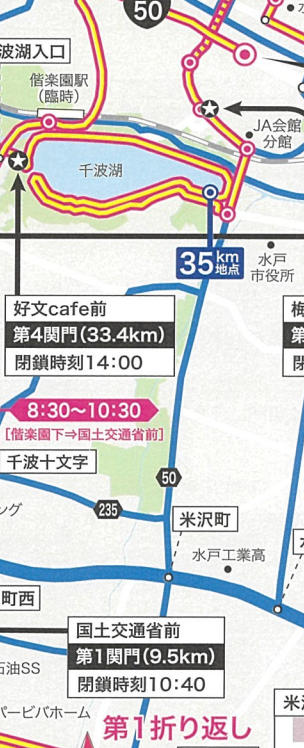 50
波湖入口
偕楽園駅
(臨時)
JA会館
分館
千波湖
35km
地点
水戸
市役所
好文cafe前
第4関門(33.4km)
閉鎖時刻14:00
梅
第
閉
8:30〜10:30
[偕楽園下⇒国土交通省前]
千波十文字
50
235
ング
米沢町
水戸工業高
町西
国土交通省前
第1関門(9.5km)
閉鎖時刻10:40
石油SS
パービバホーム
第1折り返し
米